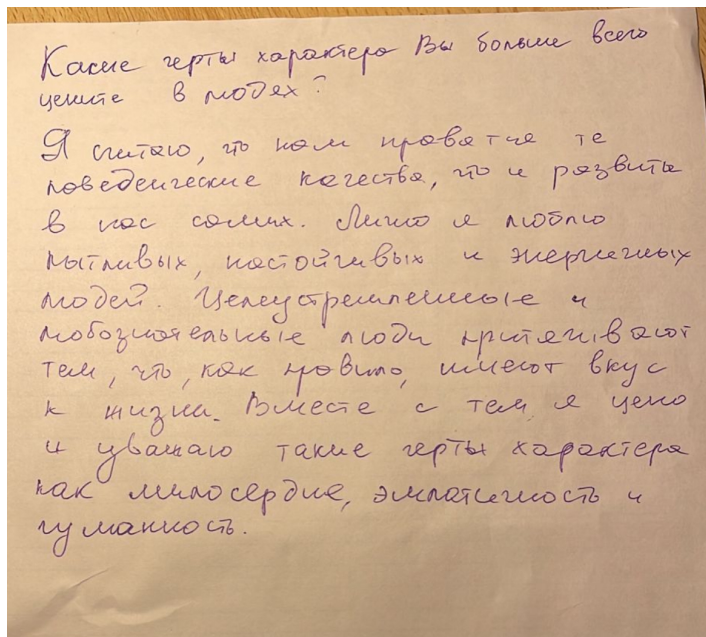 Какие черты характера Вы больше всего
цените в людях?
Я считаю, что нам нравятся те
поведенческие качества, что и развиты
в нас самих. Лично я люблю
пытливых, настойчивых и энергичных
людей. Целеустремленные и
любознательные люди притягивают
тем, что, как правило, имеют вкус
к жизни. Вместе с тем, я ценю
и уважаю такие черты характера
как милосердие, эмпатичность и
гуманность.